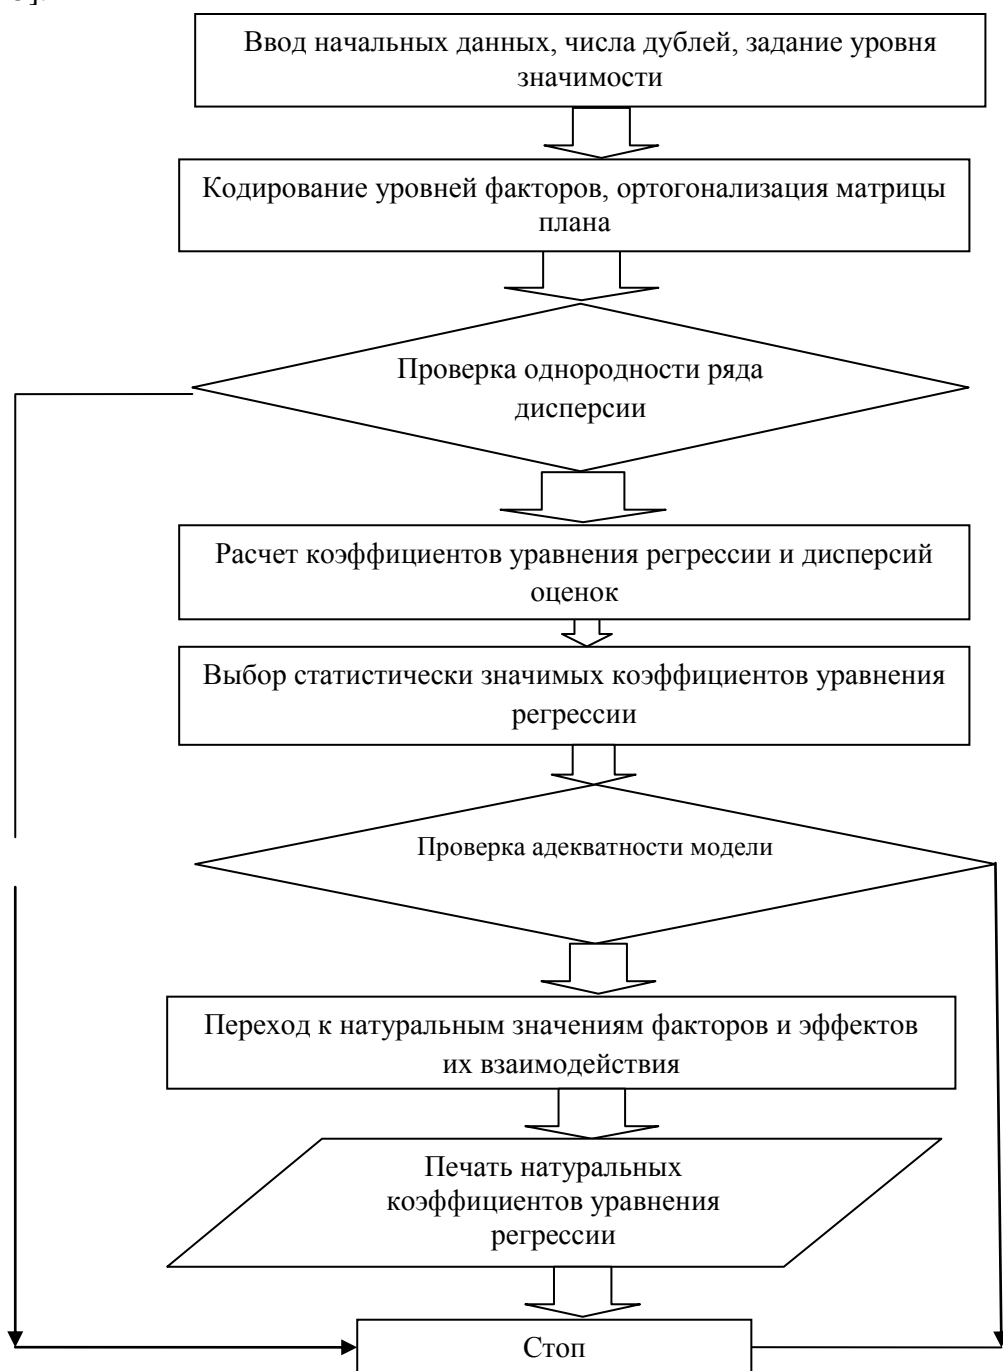 Ввод начальных данных, числа дублей, задание уровня
значимости
Кодирование уровней факторов, ортогонализация матрицы
плана
Проверка однородности ряда
дисперсии
Расчет коэффициентов уравнения регрессии и дисперсий
оценок
Выбор статистически значимых коэффициентов уравнения
регрессии
Проверка адекватности модели
Переход к натуральным значениям факторов и эффектов
их взаимодействия
Печать натуральных
коэффициентов уравнения
регрессии
Стоп